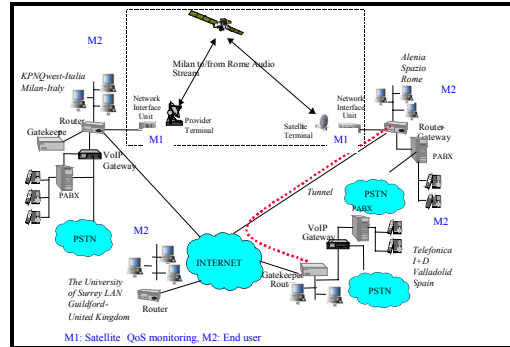 M2
Milan to/from Rome Audio
Stream
Alenia
Spazio
Rome
M2
KPNQwest-Italia
Milan-Italy
Network
Interface
Unit
Provider
Terminal
Satellite
Terminal
Network
Interface
Unit
Router
Gatekeeper
M1
M1
Router
Gateway
VoIP
Gateway
PABX
PABX
Tunnel
PSTN
M2
PSTN
PABX
VoIP
Gateway
M2
INTERNET
Telefonica
I+D
Valladolid
Spain
The University
of Surrey LAN
Guildford-
United Kingdom
Router
Gatekeeper
Router
PSTN
M1: Satellite QoS monitoring, M2: End user